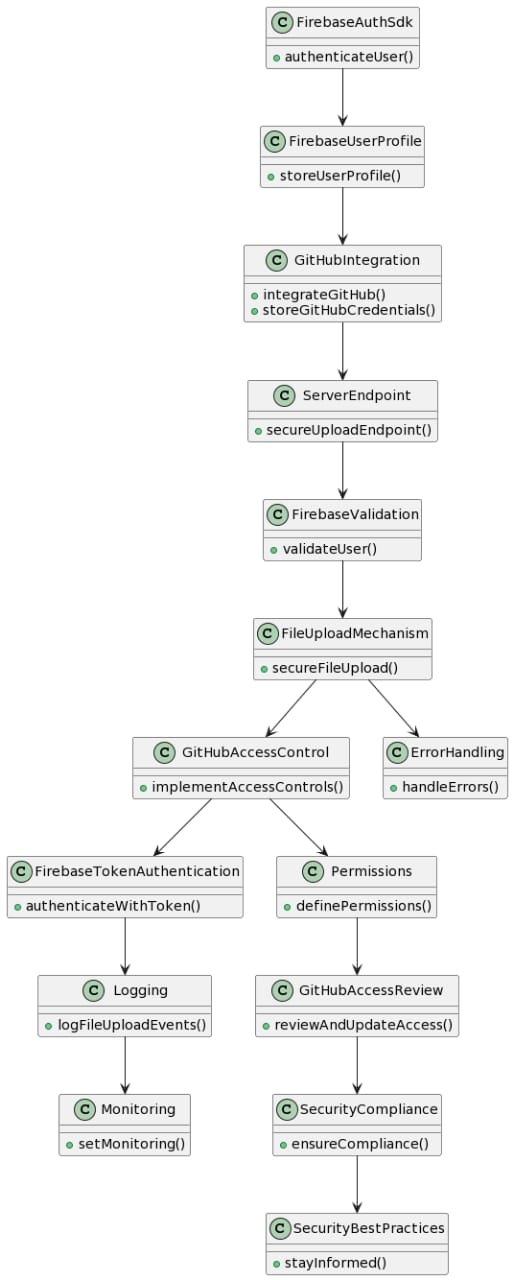 C FirebaseAuthSdk
authenticateUser()
C FirebaseUserProfile
storeUserProfile()
C GitHubIntegration
integrateGitHub()
storeGitHubCredentials()
C ServerEndpoint
secureUploadEndpoint()
C FirebaseValidation
validateUser()
C FileUploadMechanism
secureFileUpload()
C GitHubAccessControl
implementAccessControls()
C ErrorHandling
handleErrors()
C FirebaseTokenAuthentication
authenticateWithToken()
C Permissions
definePermissions()
C Logging
logFileUploadEvents()
C GitHubAccessReview
reviewAndUpdateAccess()
C Monitoring
setMonitoring()
C SecurityCompliance
ensureCompliance()
C SecurityBestPractices
stayInformed()